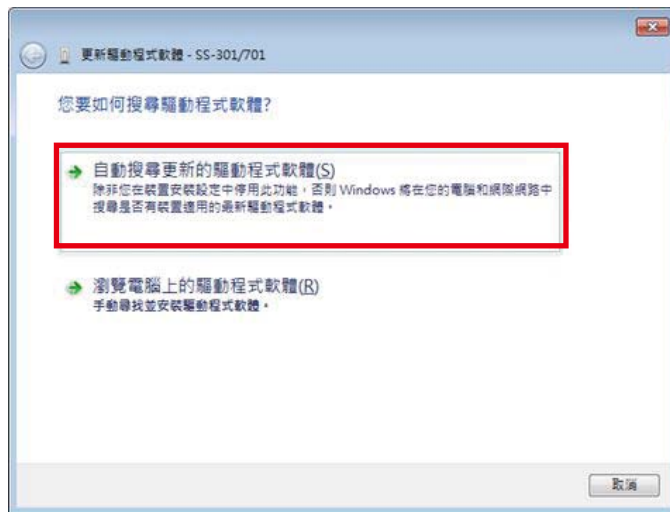 更新驅動程式軟體 - SS-301/701
您要如何搜尋驅動程式軟體?
自動搜尋更新的驅動程式軟體(S)
除非您在裝置安裝設定中停用此功能，否則 Windows 將在您的電腦和網際網路中
搜尋是否有裝置適用的最新驅動程式軟體。
瀏覽電腦上的驅動程式軟體(R)
手動尋找並安裝驅動程式軟體。
取消